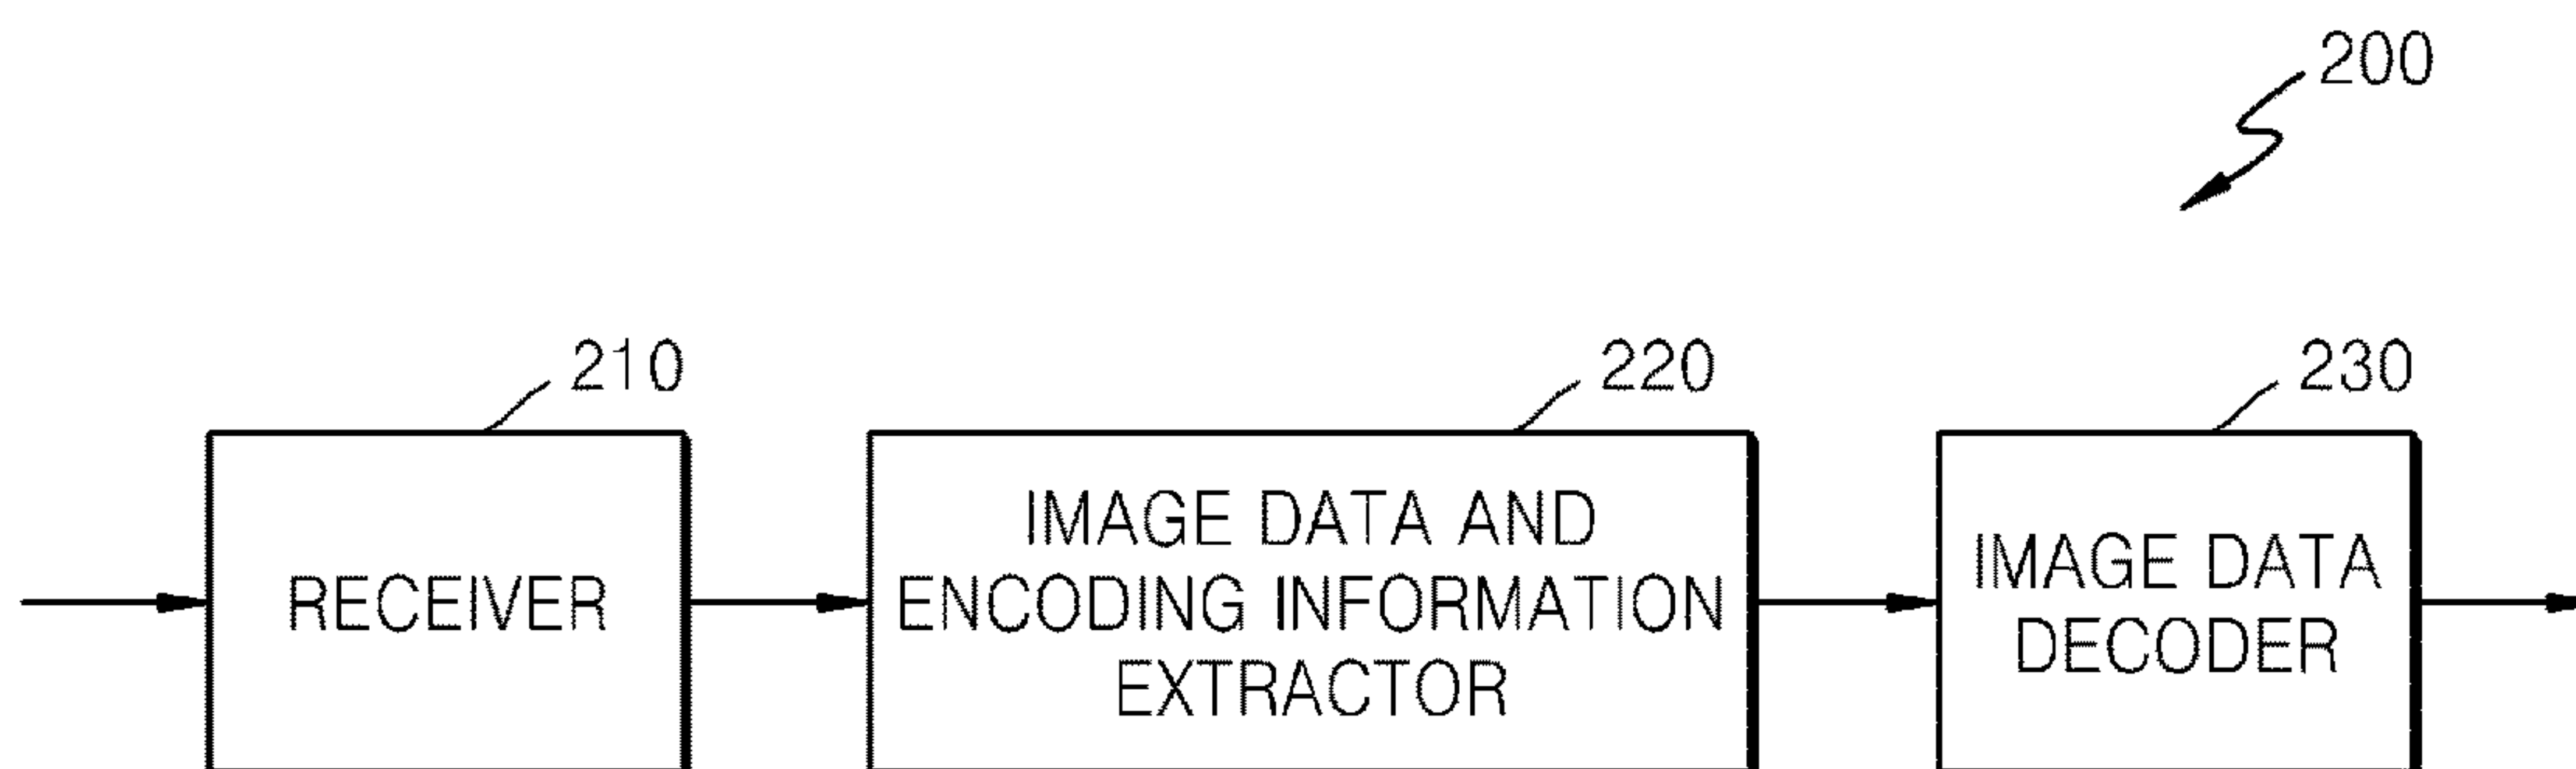 200
210
220
230
RECEIVER
IMAGE DATA AND
ENCODING INFORMATION
EXTRACTOR
IMAGE DATA
DECODER